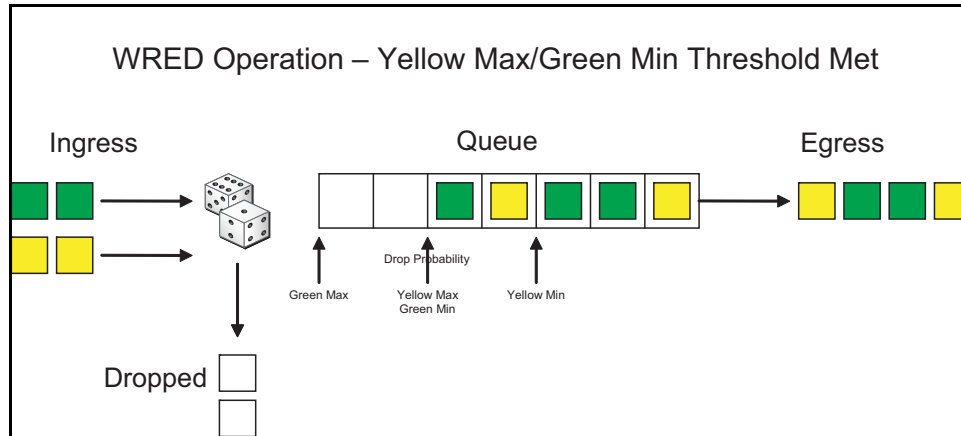 WRED Operation – Yellow Max/Green Min Threshold Met
Ingress
Queue
Egress
Drop Probability
Green Max
Yellow Max
Green Min
Yellow Min
Dropped